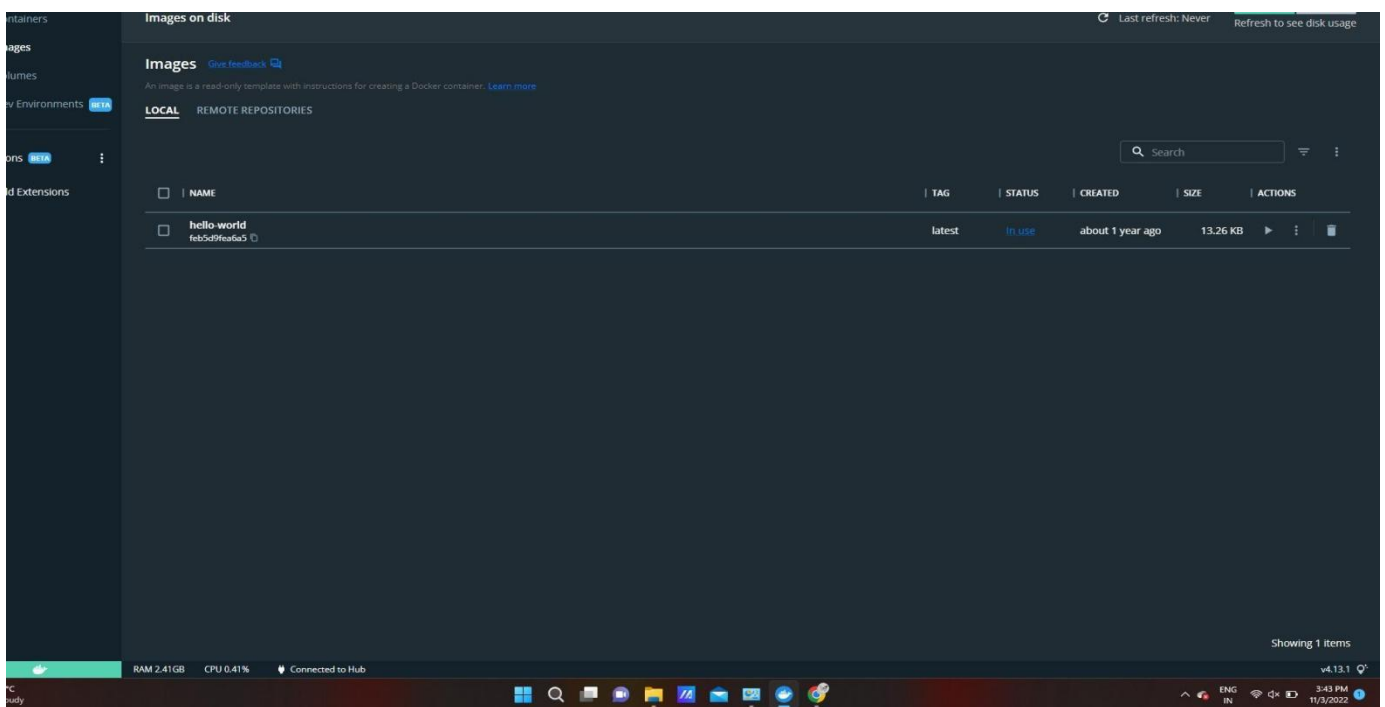 ntainers
Images on disk
Last refresh: Never
Refresh to see disk usage
ages
Images Give feedback
lumes
An image is a read-only template with instructions for creating a Docker container. Learn more
ev Environments BETA
LOCAL REMOTE REPOSITORIES
ons BETA
Search
ld Extensions
NAME TAG STATUS CREATED SIZE ACTIONS
hello-world latest In use about 1 year ago 13.26 KB
feb5d9fea6a5
Showing 1 items
RAM 2.41GB CPU 0.41% Connected to Hub v4.13.1
°C
oudy
ENG
IN
3:43 PM
11/3/2022
1